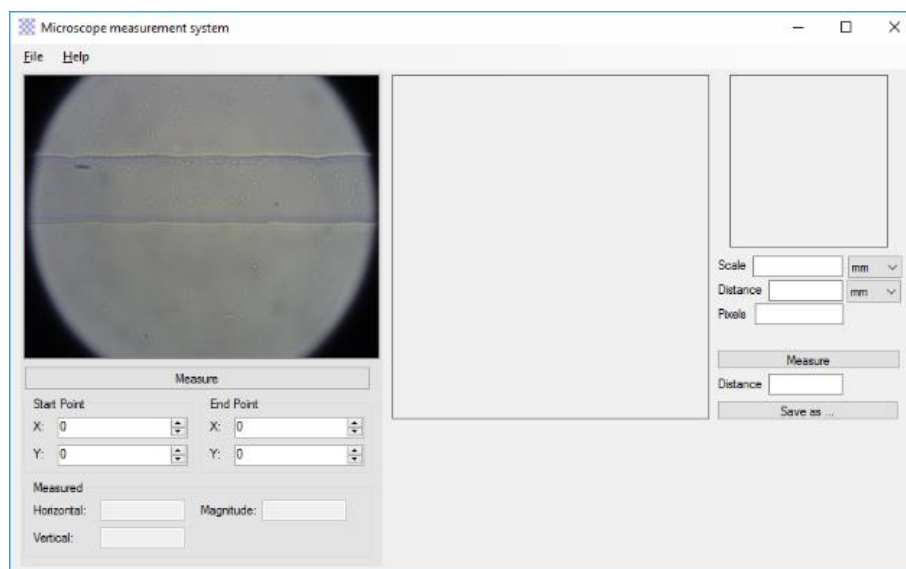 Microscope measurement system
File Help
Scale mm
Distance mm
Pixels
Measure
Distance
Save as ...
Measure
Start Point End Point
X: 0 X: 0
Y: 0 Y: 0
Measured
Horizontal: Magnitude:
Vertical: